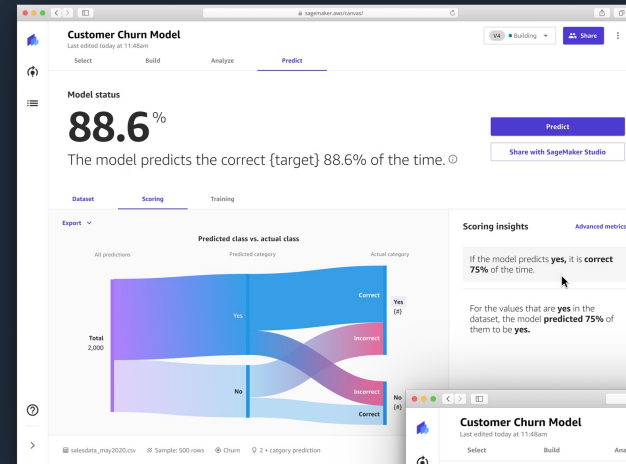 sagemaker.aws/canvas/
Customer Churn Model
Last edited today at 11:48am
V4 Building
Share
Select Build Analyze Predict
Model status
88.6%
The model predicts the correct {target} 88.6% of the time.
Predict
Share with SageMaker Studio
Dataset Scoring Training
Export
Predicted class vs. actual class
All predictions Predicted category Actual category
Total
2,000
Yes
No
Correct
Incorrect
Yes
{#}
Incorrect
Correct
No
{#}
Scoring insights
Advanced metrics
If the model predicts yes, it is correct
75% of the time.
For the values that are yes in the
dataset, the model predicted 75% of
them to be yes.
salesdata_may2020.csv Sample: 500 rows Churn 2 + catgory prediction
Customer Churn Model
Last edited today at 11:48am
Select Build Ana